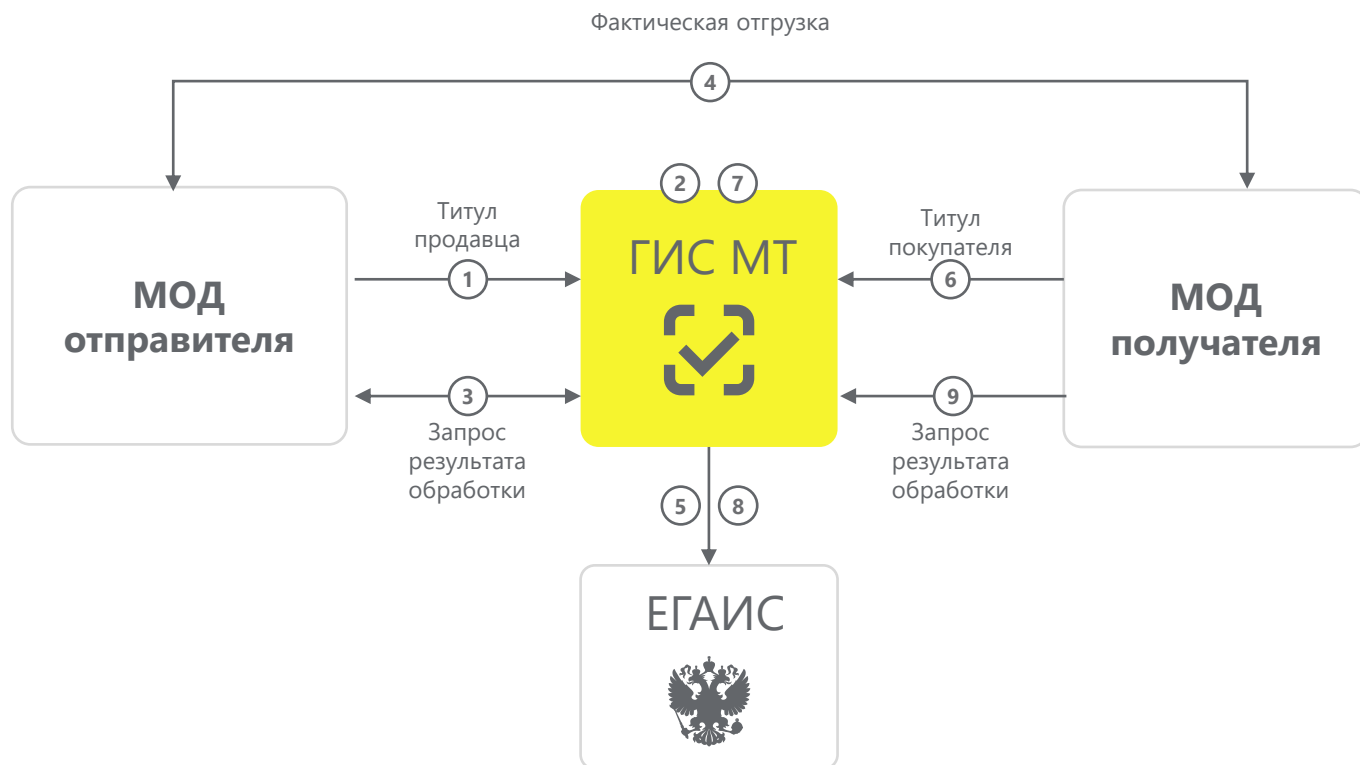 Фактическая отгрузка
4
2
7
Титул
продавца
ГИС МТ
Титул
покупателя
1
6
МОД
отправителя
МОД
получателя
3
9
Запрос
результата
обработки
Запрос
результата
обработки
5
8
ЕГАИС